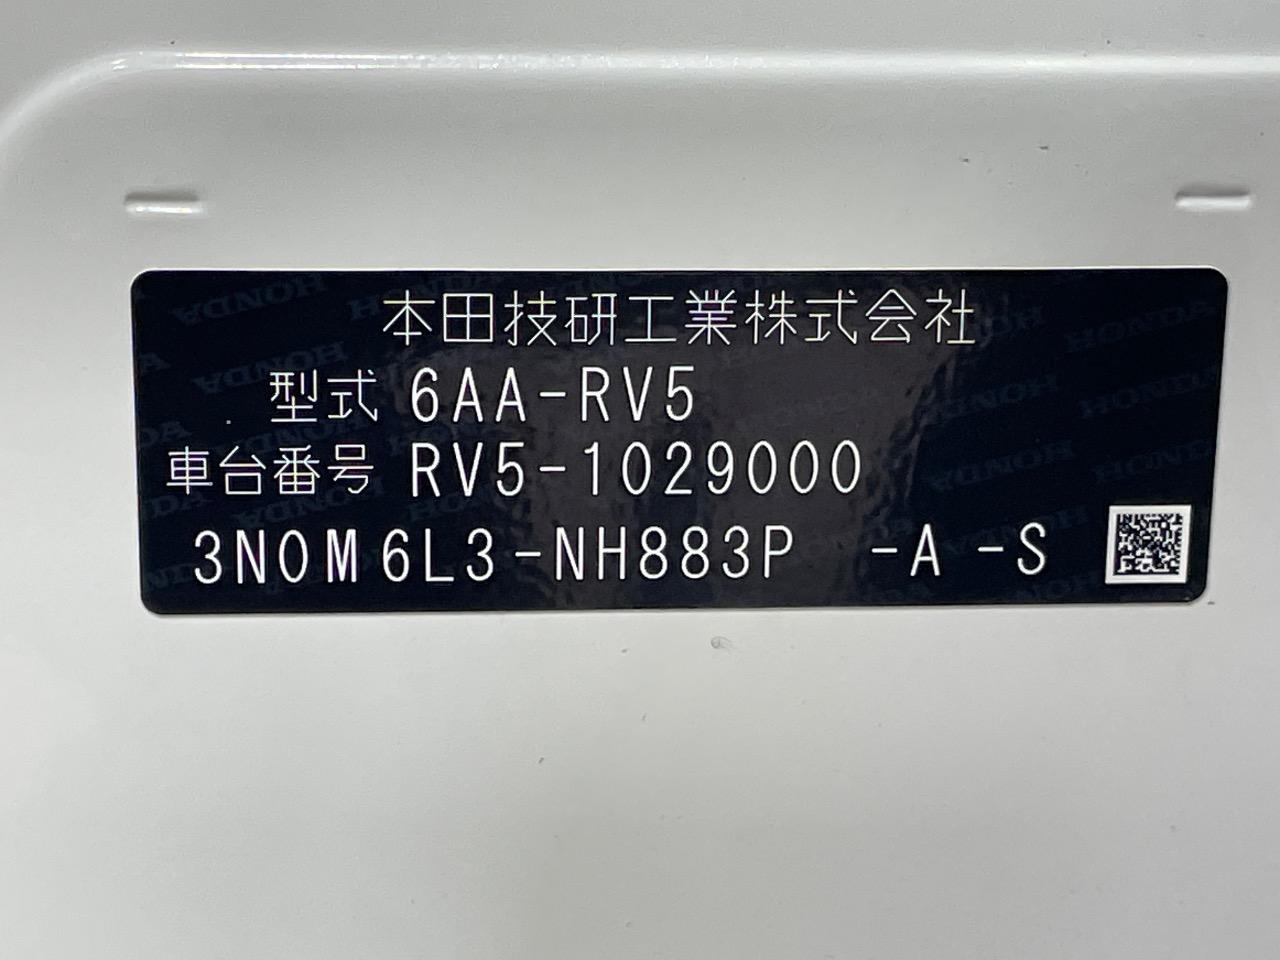 本田技研工業株式会社
型式 6AA-RV5
車台番号 RV5-1029000
3N0M6L3-NH883P -A -S